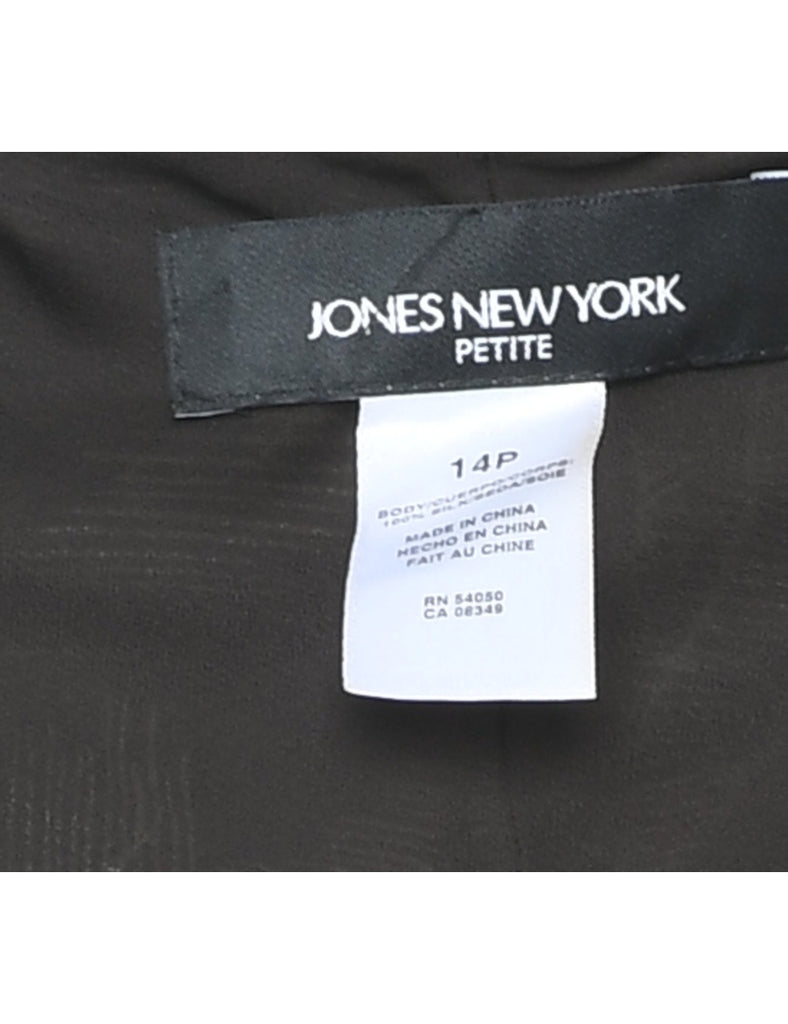 JONES NEW YORK
PETITE
14P
BODY/CUERPO/CORPS:
100% SILK/SEDA/SOIE
MADE IN CHINA
HECHO EN CHINA
FAIT AU CHINE
RN 54050
CA 08349